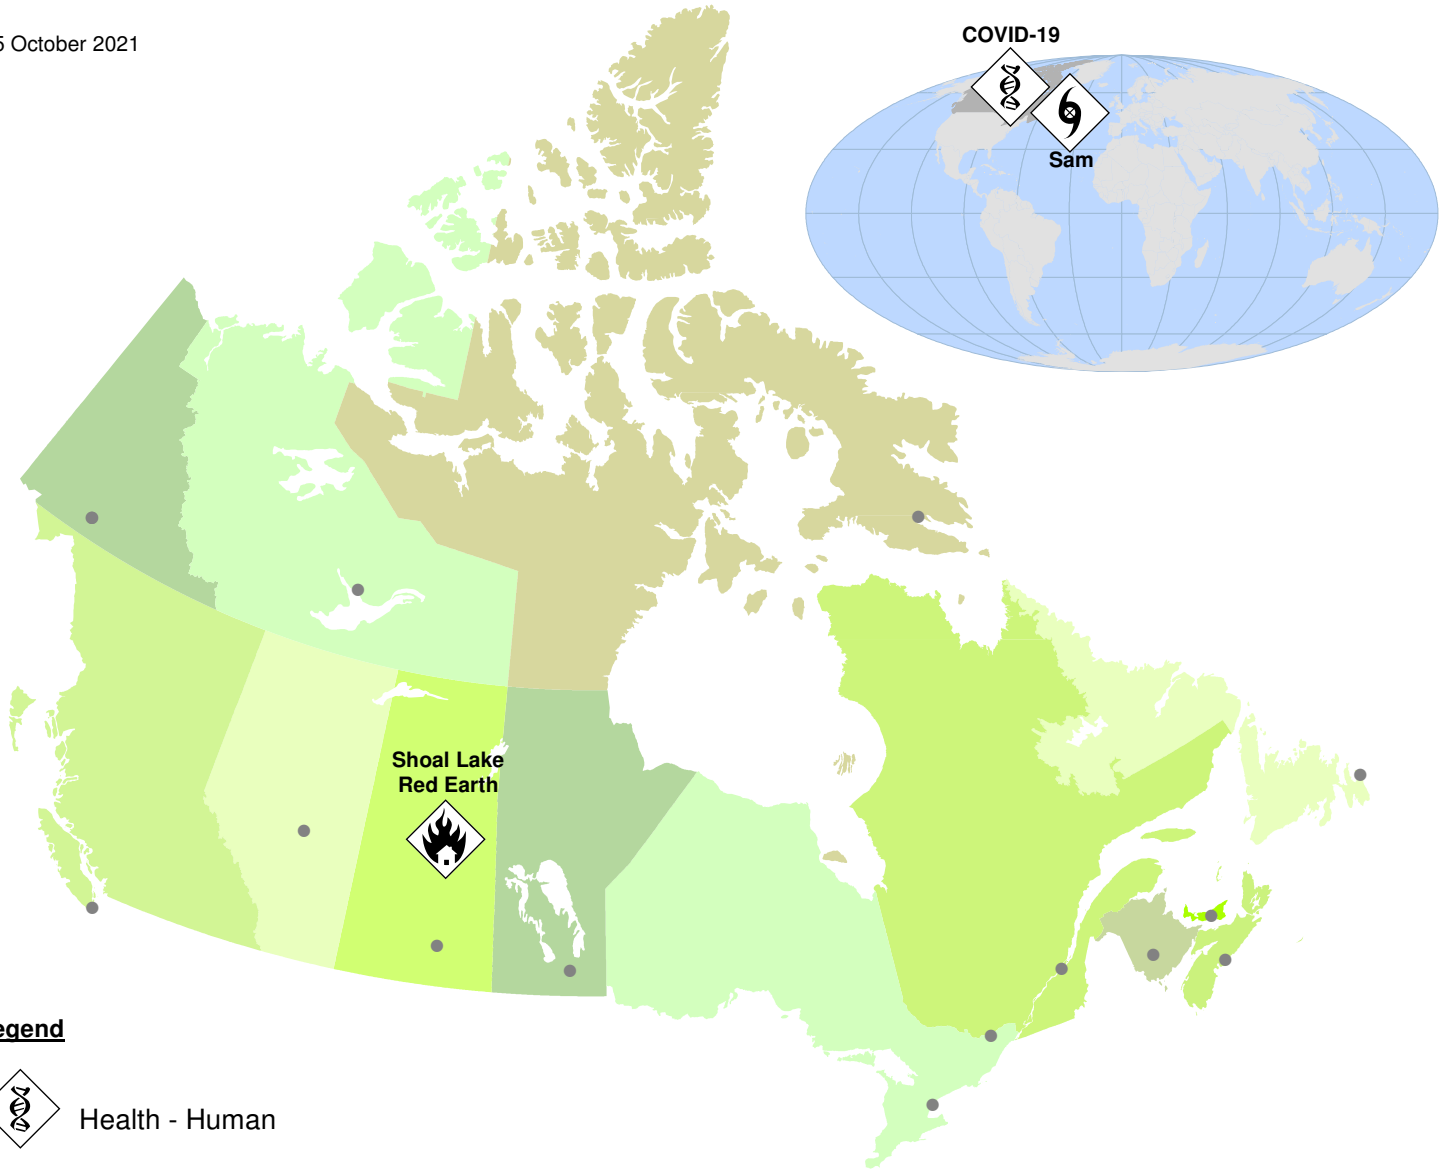 5 October 2021
COVID-19
Sam
Shoal Lake
Red Earth
egend
Health - Human